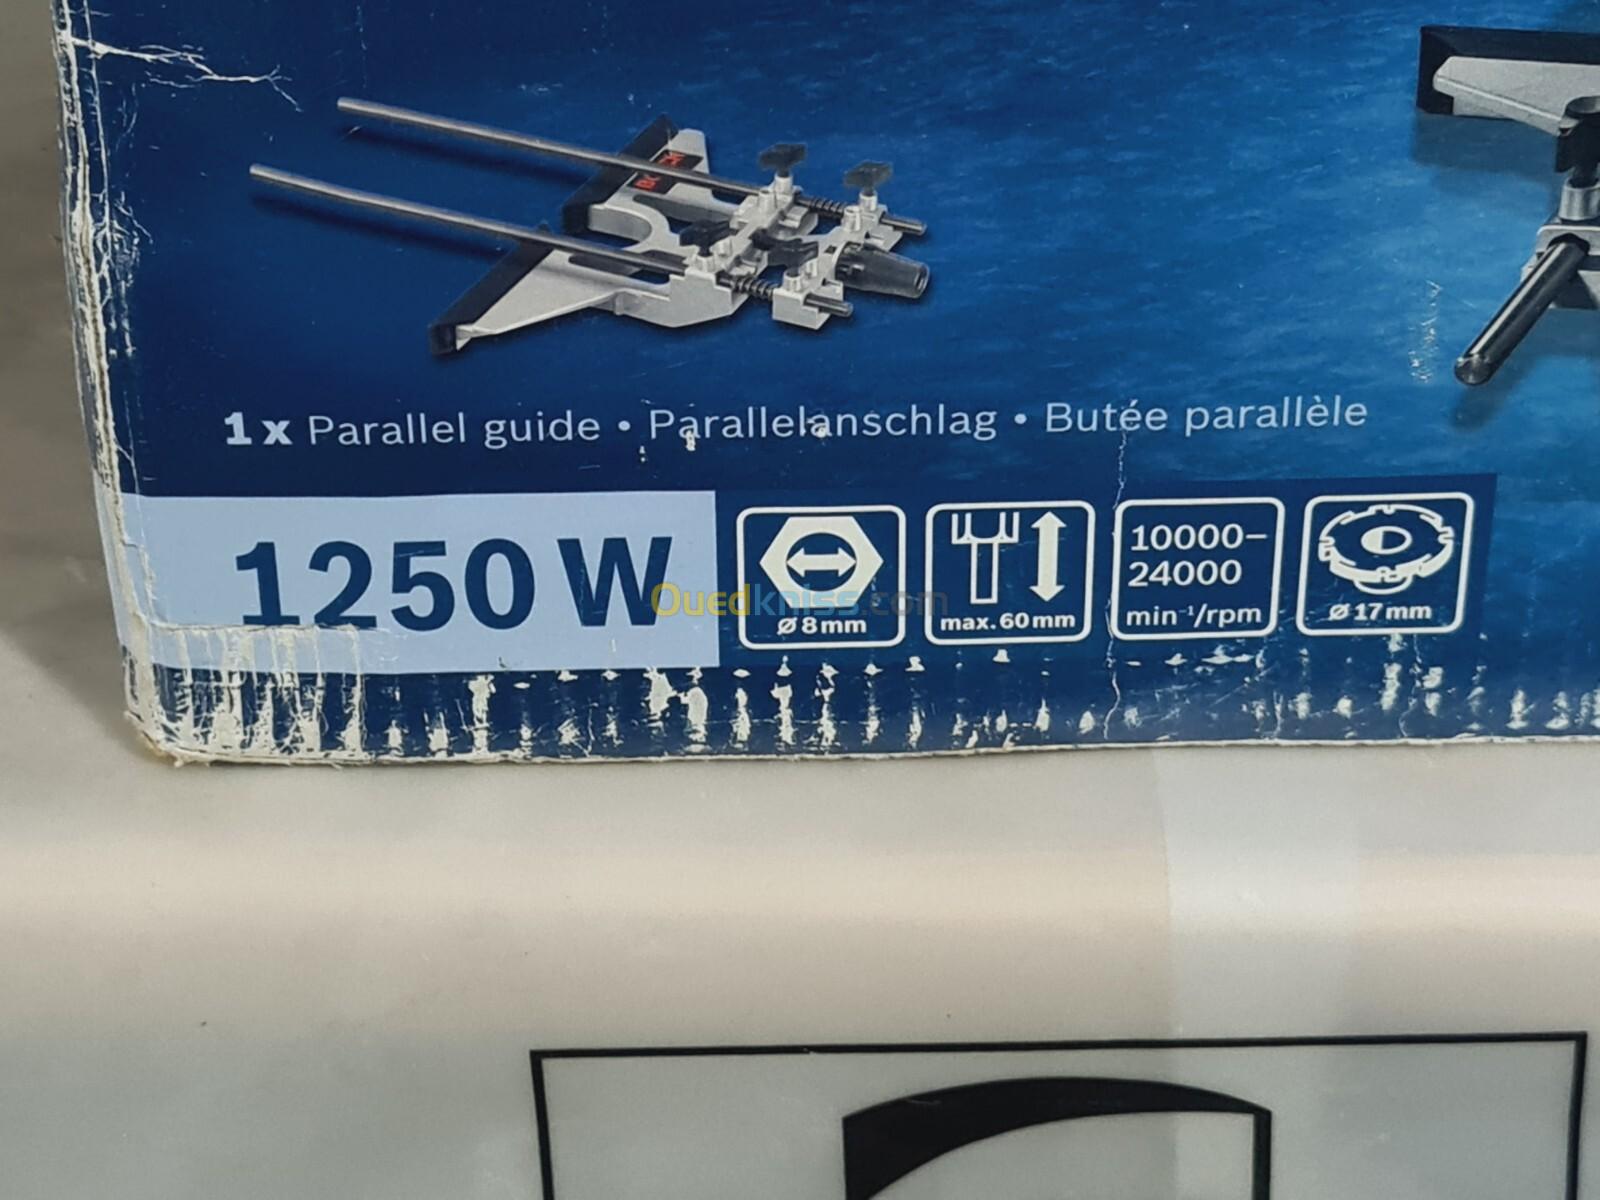 1x Parallel guide • Parallelanschlag • Butée parallèle
1250 W
Ø 8 mm
max. 60 mm
10000–
24000
min⁻¹/rpm
Ø 17 mm
Ouedkniss.com